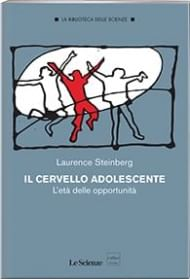 LA BIBLIOTECA DELLE SCIENZE
Laurence Steinberg
IL CERVELLO ADOLESCENTE
L'età delle opportunità
Le Scienze